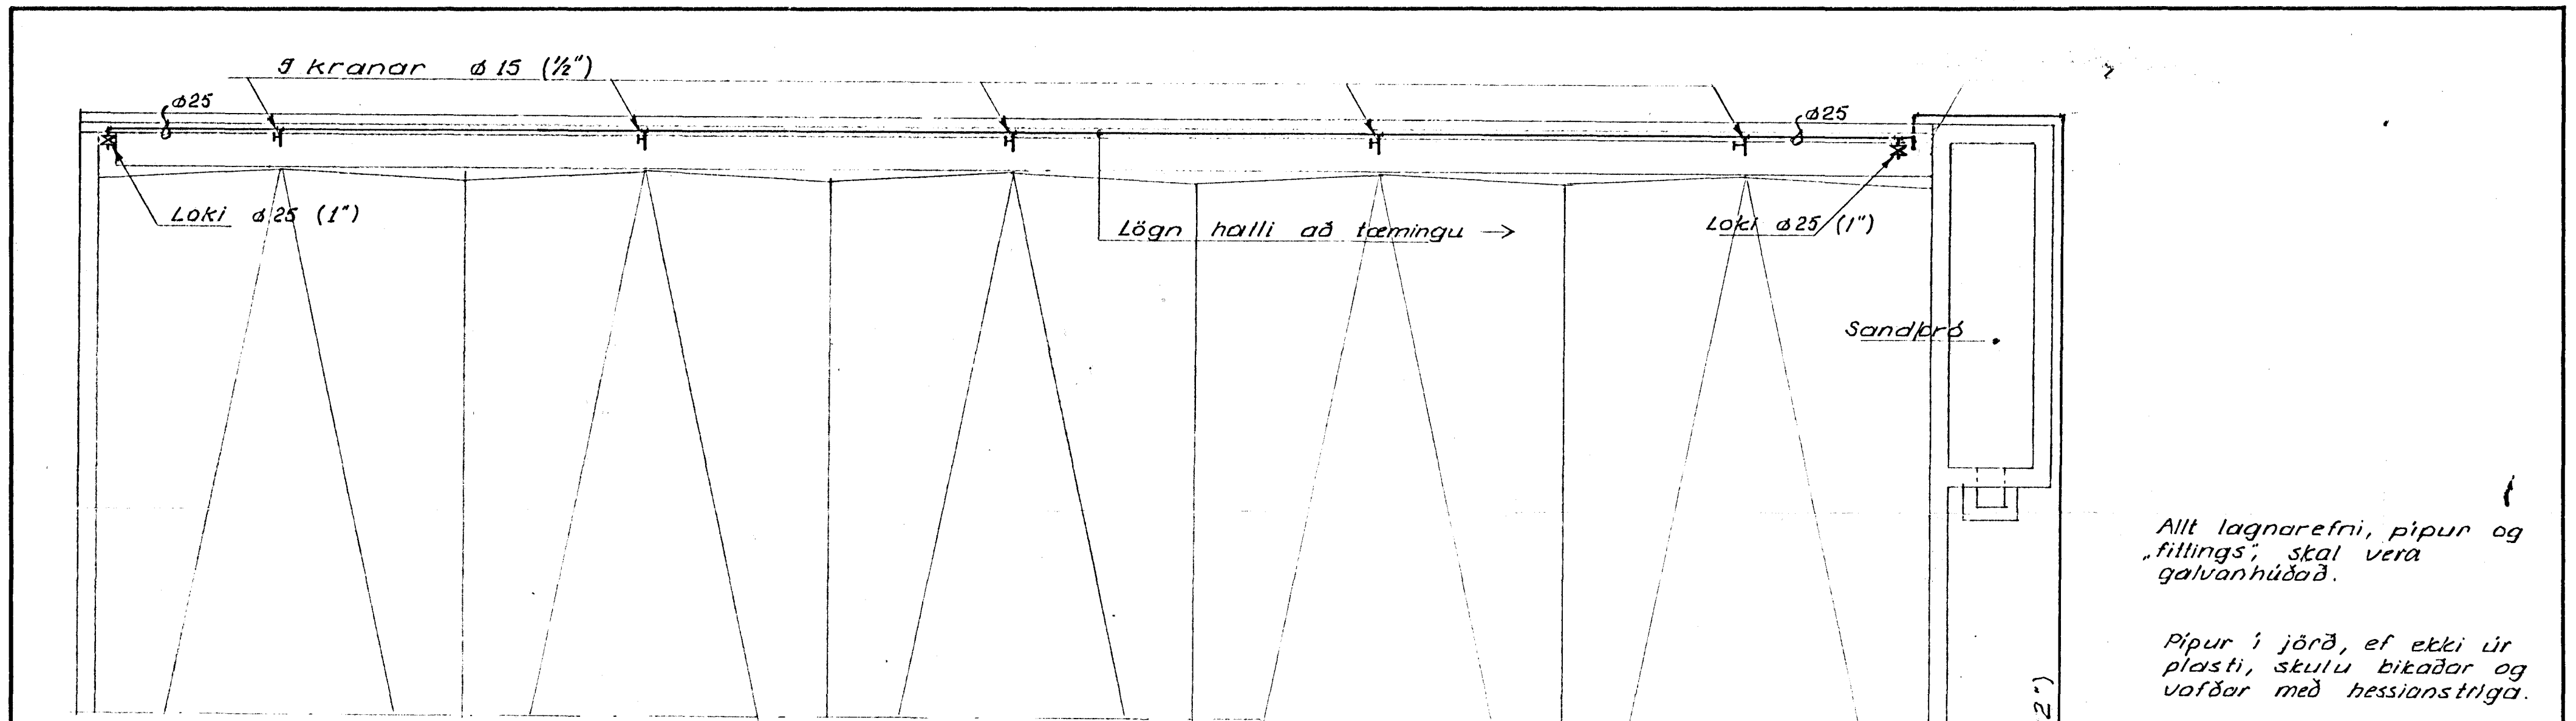 9 kranar ø 15 (½")
ø25
ø25
Loki ø 25 (1")
Lögn halli að tæmingu →
Loki ø 25 (1")
Sandþró
Allt lagnarefni, pípur og
„fittings", skal vera
galvanhúðað.
Pípur í jörð, ef ekki úr
plasti, skulu bikaðar og
vafðar með hessianstriga.
2")